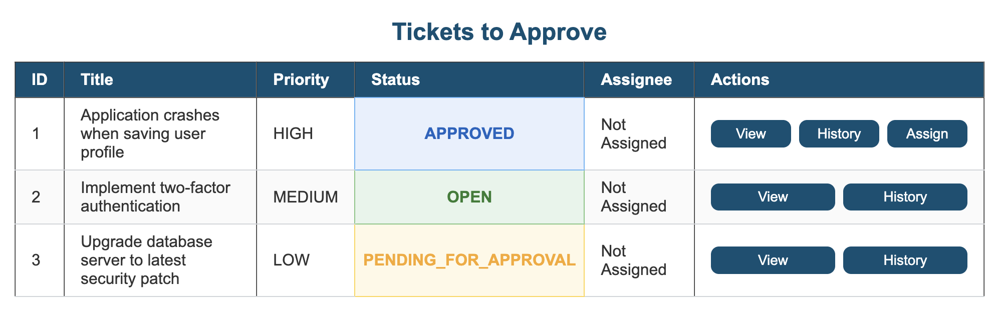 Tickets to Approve
ID Title Priority Status Assignee Actions
1 Application crashes when saving user profile HIGH APPROVED Not Assigned View History Assign
2 Implement two-factor authentication MEDIUM OPEN Not Assigned View History
3 Upgrade database server to latest security patch LOW PENDING_FOR_APPROVAL Not Assigned View History